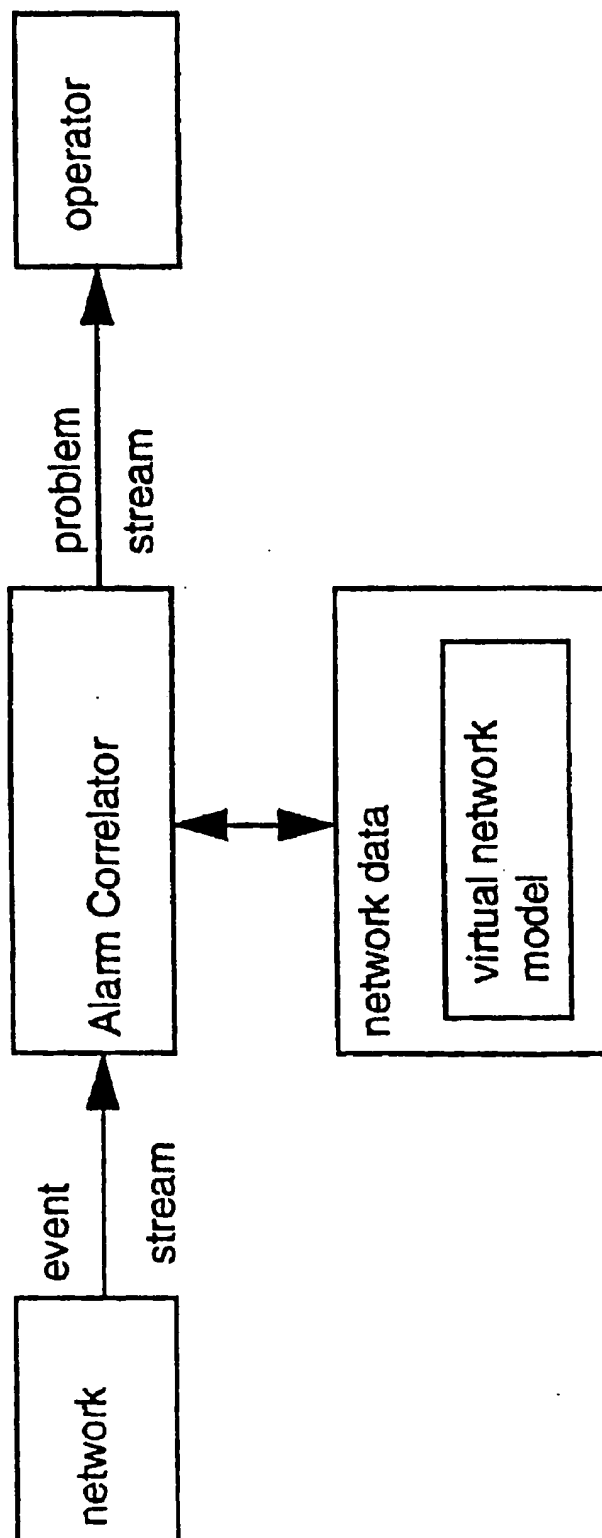 network
event
stream
Alarm Correlator
problem
stream
operator
network data
virtual network
model